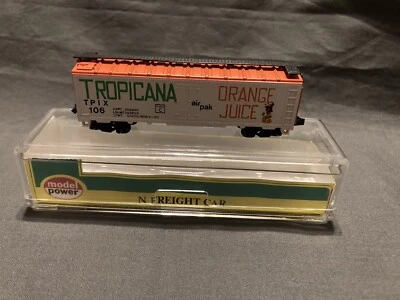 TROPICANA
TPIX
106
air
pak
ORANGE
JUICE
model
power
N FREIGHT CAR